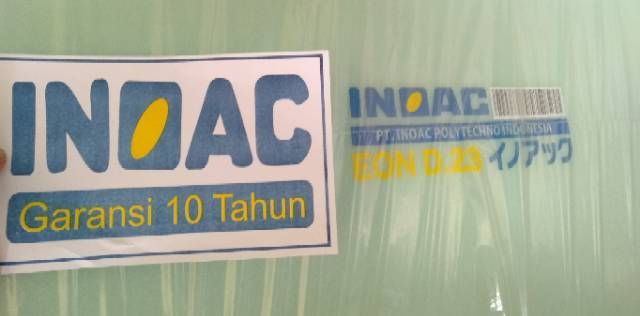 INOAC
Garansi 10 Tahun
INOAC
PT. INOAC POLYTECHNO INDONESIA
EON D.23 イノアック